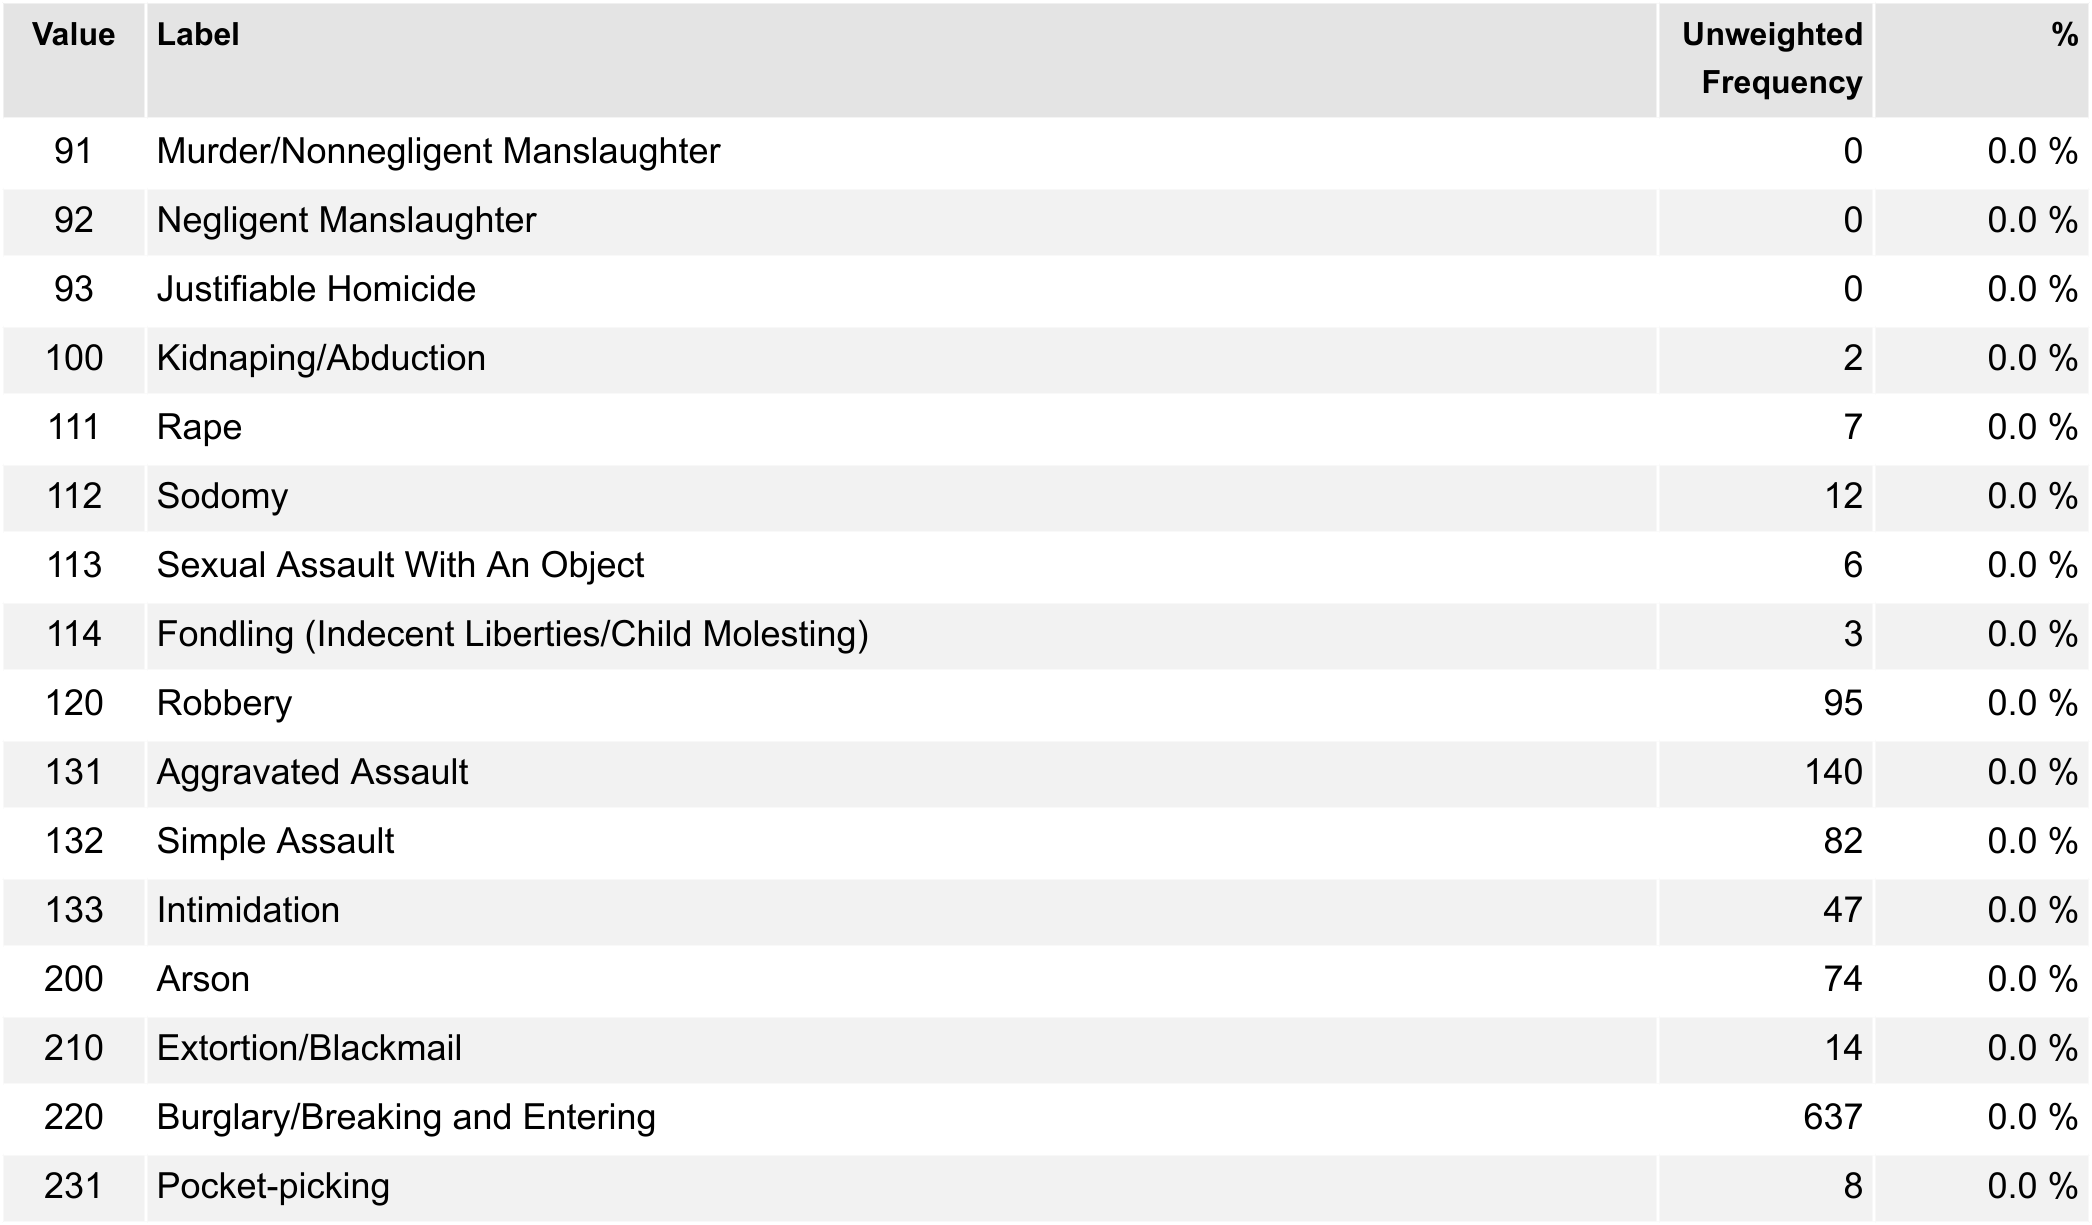 Value Label Unweighted Frequency %
91 Murder/Nonnegligent Manslaughter 0 0.0 %
92 Negligent Manslaughter 0 0.0 %
93 Justifiable Homicide 0 0.0 %
100 Kidnaping/Abduction 2 0.0 %
111 Rape 7 0.0 %
112 Sodomy 12 0.0 %
113 Sexual Assault With An Object 6 0.0 %
114 Fondling (Indecent Liberties/Child Molesting) 3 0.0 %
120 Robbery 95 0.0 %
131 Aggravated Assault 140 0.0 %
132 Simple Assault 82 0.0 %
133 Intimidation 47 0.0 %
200 Arson 74 0.0 %
210 Extortion/Blackmail 14 0.0 %
220 Burglary/Breaking and Entering 637 0.0 %
231 Pocket-picking 8 0.0 %